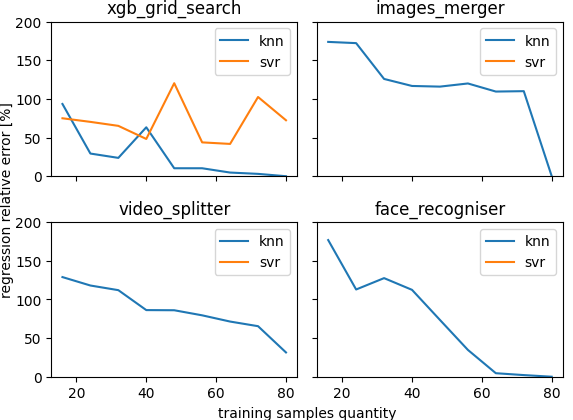 xgb_grid_search
images_merger
200
150
100
50
0
knn
svr
knn
svr
regression relative error [%]
video_splitter
face_recogniser
200
150
100
50
0
knn
svr
knn
svr
20 40 60 80
20 40 60 80
training samples quantity